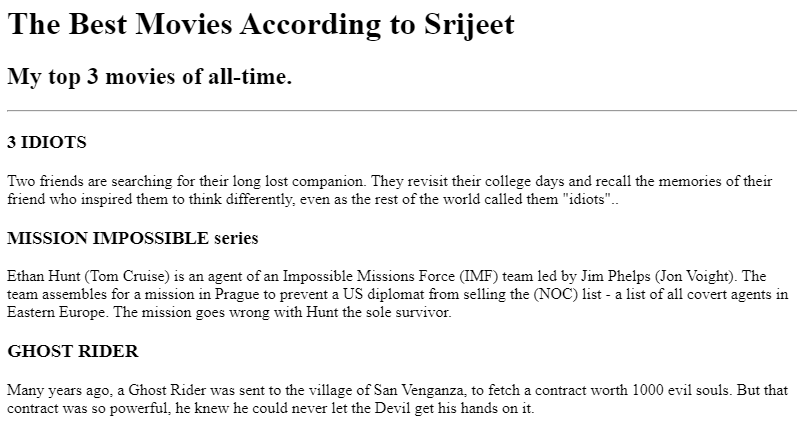 The Best Movies According to Srijeet
My top 3 movies of all-time.
3 IDIOTS
Two friends are searching for their long lost companion. They revisit their college days and recall the memories of their
friend who inspired them to think differently, even as the rest of the world called them "idiots"..
MISSION IMPOSSIBLE series
Ethan Hunt (Tom Cruise) is an agent of an Impossible Missions Force (IMF) team led by Jim Phelps (Jon Voight). The
team assembles for a mission in Prague to prevent a US diplomat from selling the (NOC) list - a list of all covert agents in
Eastern Europe. The mission goes wrong with Hunt the sole survivor.
GHOST RIDER
Many years ago, a Ghost Rider was sent to the village of San Venganza, to fetch a contract worth 1000 evil souls. But that
contract was so powerful, he knew he could never let the Devil get his hands on it.